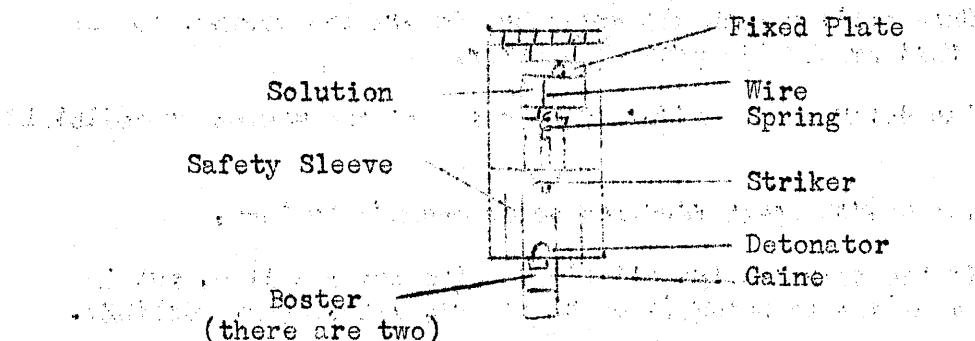 Fixed Plate
Solution
Wire
Spring
Safety Sleeve
Striker
Detonator
Gaine
Boster
(there are two)